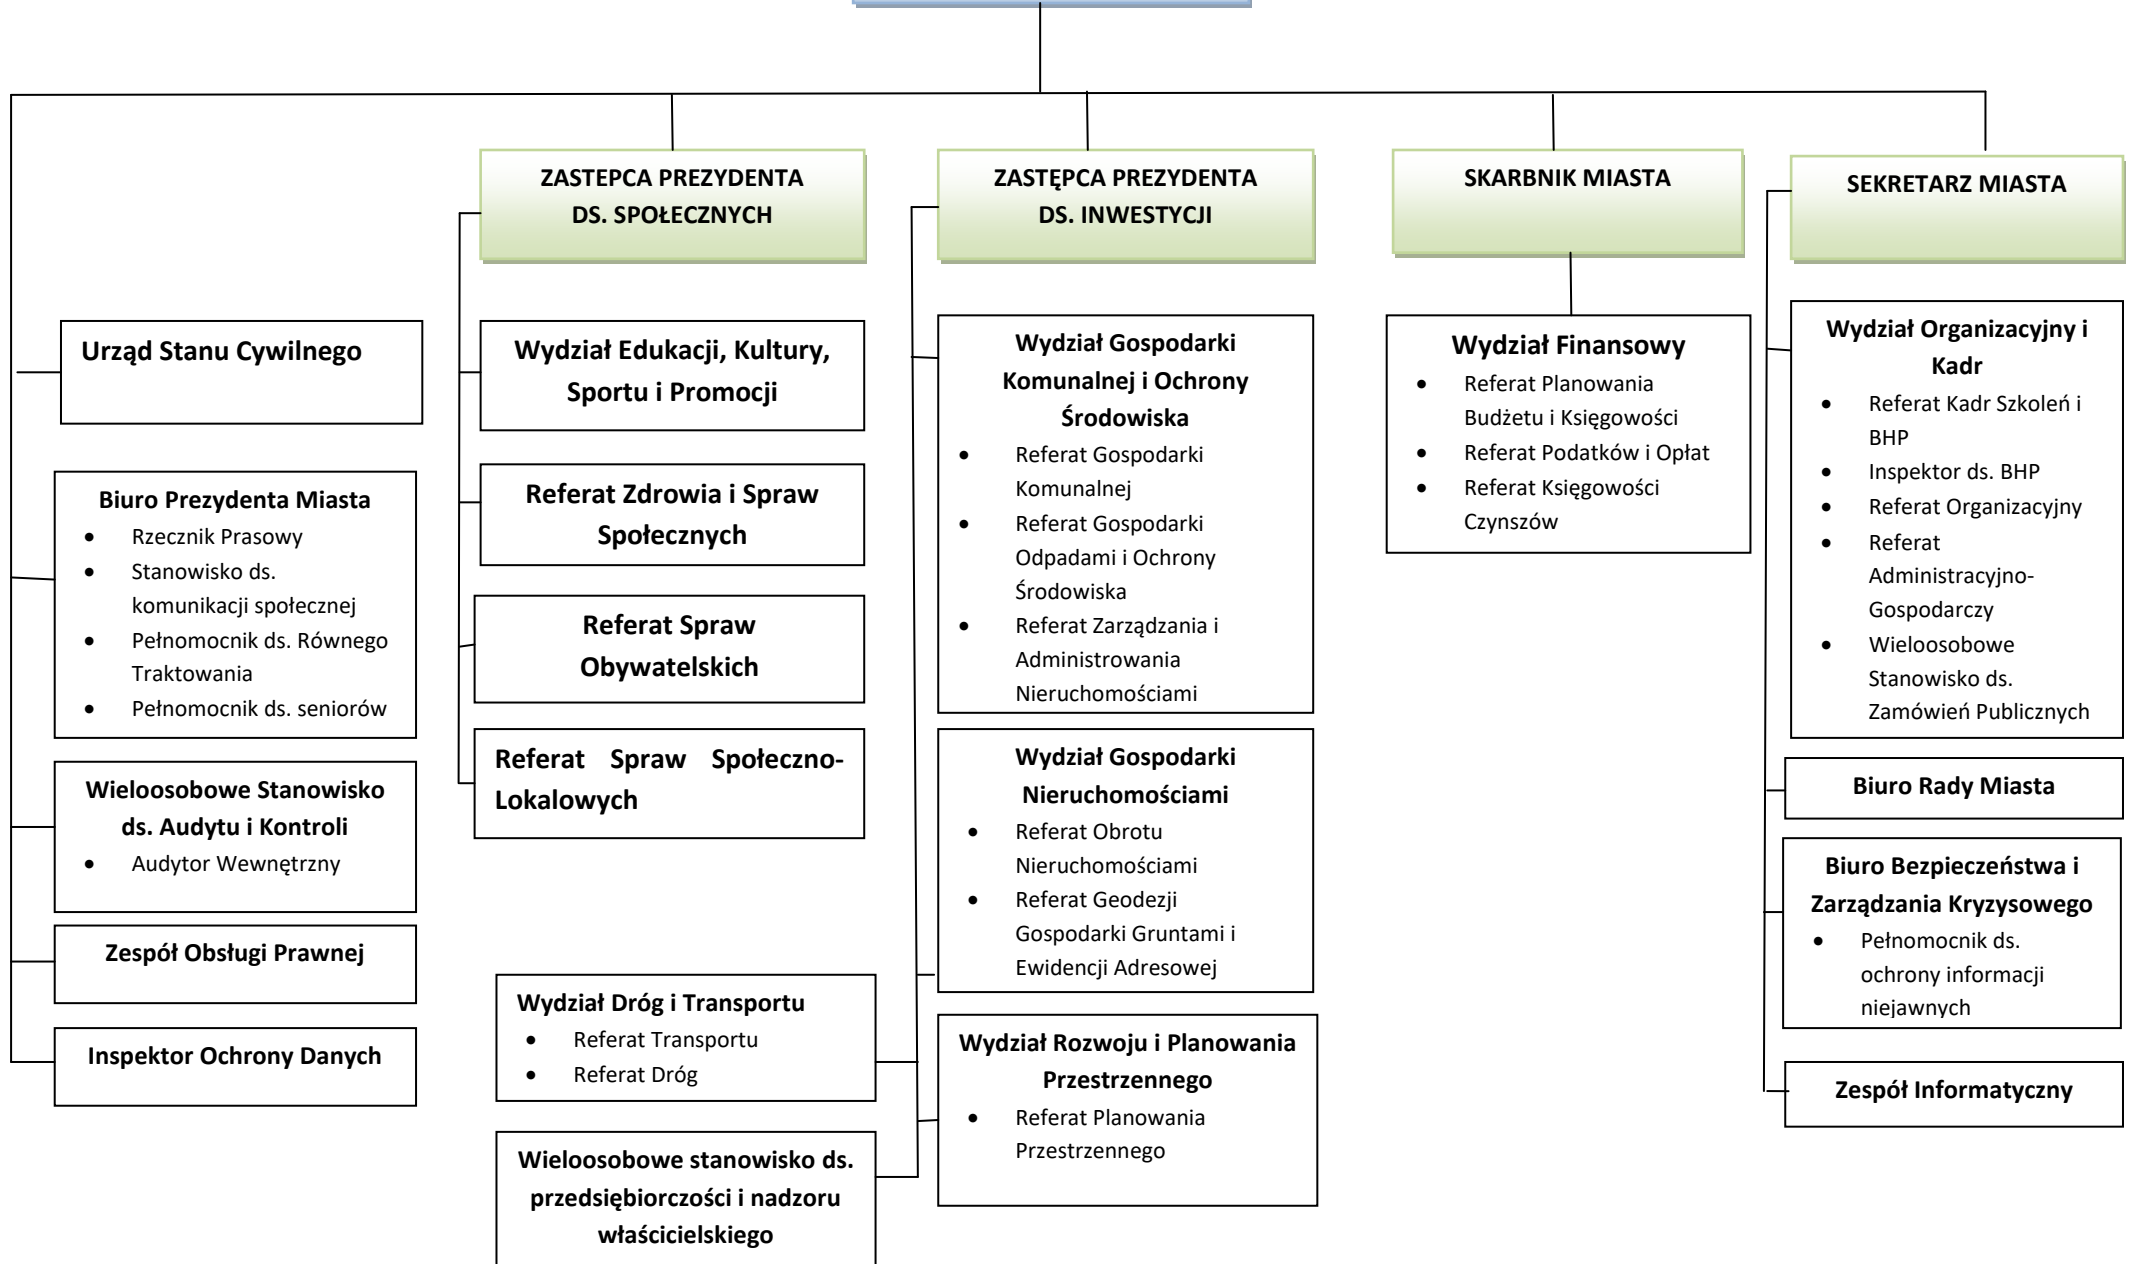 ZASTEPCA PREZYDENTA
DS. SPOŁECZNYCH
ZASTĘPCA PREZYDENTA
DS. INWESTYCJI
SKARBNIK MIASTA
SEKRETARZ MIASTA
Urząd Stanu Cywilnego
Biuro Prezydenta Miasta
• Rzecznik Prasowy
• Stanowisko ds.
komunikacji społecznej
• Pełnomocnik ds. Równego
Traktowania
• Pełnomocnik ds. seniorów
Wieloosobowe Stanowisko
ds. Audytu i Kontroli
• Audytor Wewnętrzny
Zespół Obsługi Prawnej
Inspektor Ochrony Danych
Wydział Edukacji, Kultury,
Sportu i Promocji
Referat Zdrowia i Spraw
Społecznych
Referat Spraw
Obywatelskich
Referat Spraw Społeczno-
Lokalowych
Wydział Dróg i Transportu
• Referat Transportu
• Referat Dróg
Wieloosobowe stanowisko ds.
przedsiębiorczości i nadzoru
właścicielskiego
Wydział Gospodarki
Komunalnej i Ochrony
Środowiska
• Referat Gospodarki
Komunalnej
• Referat Gospodarki
Odpadami i Ochrony
Środowiska
• Referat Zarządzania i
Administrowania
Nieruchomościami
Wydział Gospodarki
Nieruchomościami
• Referat Obrotu
Nieruchomościami
• Referat Geodezji
Gospodarki Gruntami i
Ewidencji Adresowej
Wydział Rozwoju i Planowania
Przestrzennego
• Referat Planowania
Przestrzennego
Wydział Finansowy
• Referat Planowania
Budżetu i Księgowości
• Referat Podatków i Opłat
• Referat Księgowości
Czynszów
Wydział Organizacyjny i
Kadr
• Referat Kadr Szkoleń i
BHP
• Inspektor ds. BHP
• Referat Organizacyjny
• Referat
Administracyjno-
Gospodarczy
• Wieloosobowe
Stanowisko ds.
Zamówień Publicznych
Biuro Rady Miasta
Biuro Bezpieczeństwa i
Zarządzania Kryzysowego
• Pełnomocnik ds.
ochrony informacji
niejawnych
Zespół Informatyczny